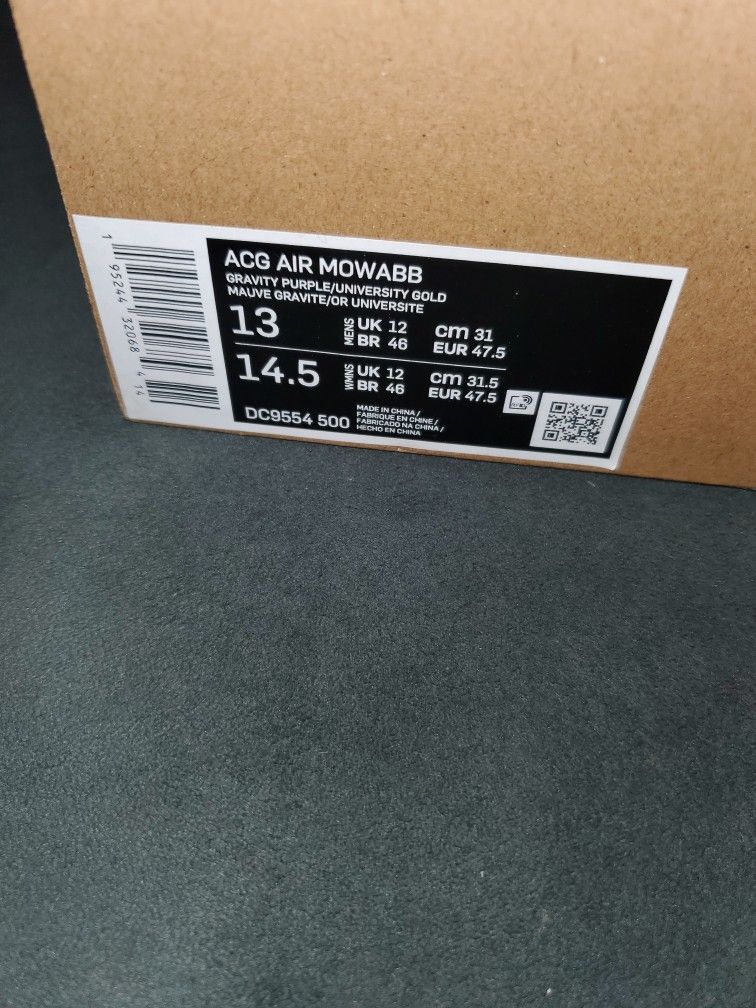 ACG AIR MOWABB
GRAVITY PURPLE/UNIVERSITY GOLD
MAUVE GRAVITE/OR UNIVERSITE
13 MENS UK 12 cm 31
BR 46 EUR 47.5
14.5 WMNS UK 12 cm 31.5
BR 46 EUR 47.5
DC9554 500
MADE IN CHINA /
FABRIQUE EN CHINE /
FABRICADO NA CHINA /
HECHO EN CHINA
1 95244 32068 4 14